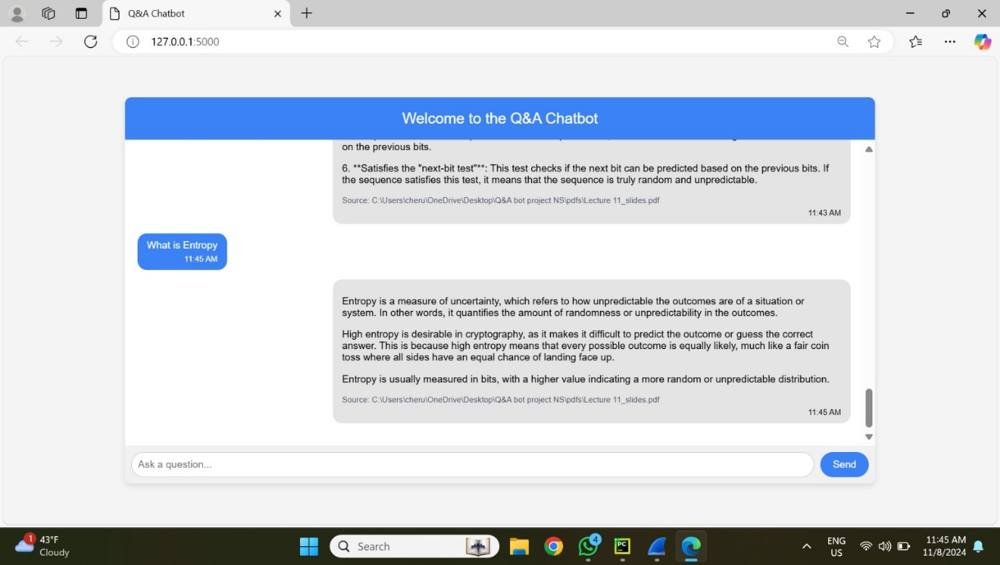 Q&A Chatbot
127.0.0.1:5000
Welcome to the Q&A Chatbot
on the previous bits.
6. **Satisfies the "next-bit test"**: This test checks if the next bit can be predicted based on the previous bits. If
the sequence satisfies this test, it means that the sequence is truly random and unpredictable.
Source: C:\Users\cheru\OneDrive\Desktop\Q&A bot project NS\pdfs\Lecture 11_slides.pdf
11:43 AM
What is Entropy
11:45 AM
Entropy is a measure of uncertainty, which refers to how unpredictable the outcomes are of a situation or
system. In other words, it quantifies the amount of randomness or unpredictability in the outcomes.
High entropy is desirable in cryptography, as it makes it difficult to predict the outcome or guess the correct
answer. This is because high entropy means that every possible outcome is equally likely, much like a fair coin
toss where all sides have an equal chance of landing face up.
Entropy is usually measured in bits, with a higher value indicating a more random or unpredictable distribution.
Source: C:\Users\cheru\OneDrive\Desktop\Q&A bot project NS\pdfs\Lecture 11_slides.pdf
11:45 AM
Ask a question...
Send
1
43°F
Cloudy
Search
4
PC
ENG
US
11:45 AM
11/8/2024